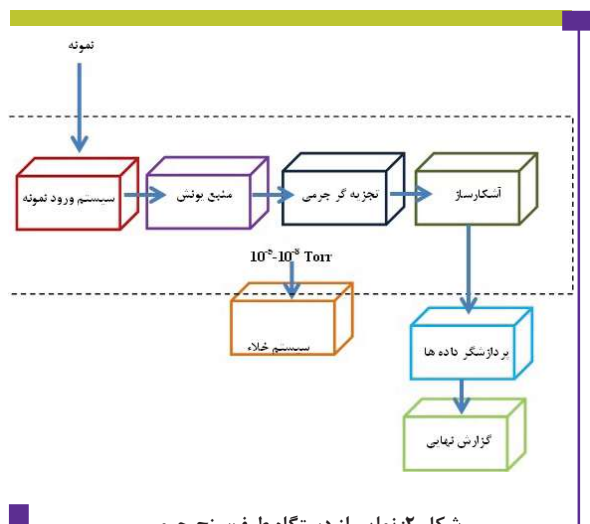 نمونه
سیستم ورود نمونه
منبع یونش
تجزیه گر جرمی
آشکارساز
10⁻⁵-10⁻⁸ Torr
سیستم خلاء
پردازشگر داده ها
گزارش نهایی